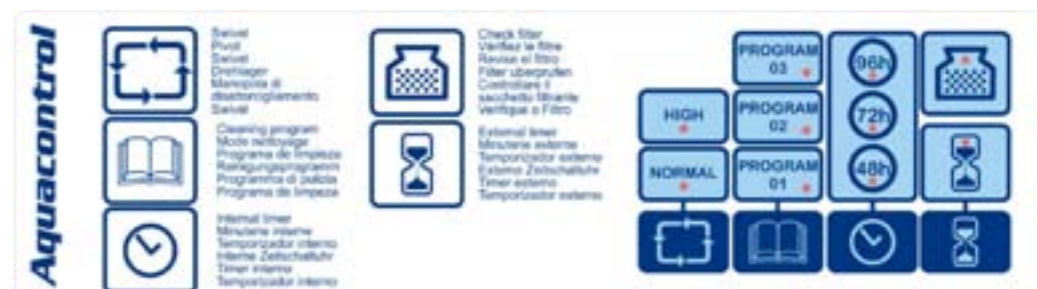 Aquacontrol
Swivel
Pivot
Swivel
Drehlager
Manopola di
disattorcigliamento
Swivel
Cleaning program
Mode nettoyage
Programa de limpieza
Reinigungsprogramm
Programma di pulizia
Programa de limpeza
Internal timer
Minuterie interne
Temporizador interno
Interne Zeitschaltuhr
Timer interno
Temporizador interno
Check filter
Vérifiez le filtre
Revise el filtro
Filter überprüfen
Controllare il
sacchetto filtrante
Verifique o Filtro
External timer
Minuterie externe
Temporizador externo
Externe Zeitschaltuhr
Timer esterno
Temporizador externo
HIGH
NORMAL
PROGRAM
03
PROGRAM
02
PROGRAM
01
96h
72h
48h